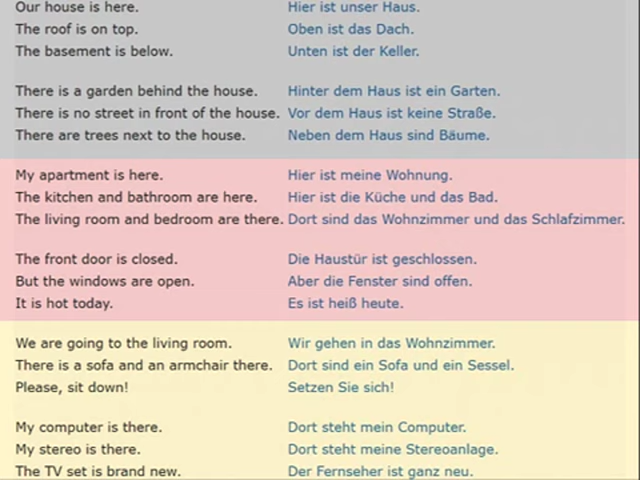 Our house is here. Hier ist unser Haus.
The roof is on top. Oben ist das Dach.
The basement is below. Unten ist der Keller.
There is a garden behind the house. Hinter dem Haus ist ein Garten.
There is no street in front of the house. Vor dem Haus ist keine Straße.
There are trees next to the house. Neben dem Haus sind Bäume.
My apartment is here. Hier ist meine Wohnung.
The kitchen and bathroom are here. Hier ist die Küche und das Bad.
The living room and bedroom are there. Dort sind das Wohnzimmer und das Schlafzimmer.
The front door is closed. Die Haustür ist geschlossen.
But the windows are open. Aber die Fenster sind offen.
It is hot today. Es ist heiß heute.
We are going to the living room. Wir gehen in das Wohnzimmer.
There is a sofa and an armchair there. Dort sind ein Sofa und ein Sessel.
Please, sit down! Setzen Sie sich!
My computer is there. Dort steht mein Computer.
My stereo is there. Dort steht meine Stereoanlage.
The TV set is brand new. Der Fernseher ist ganz neu.